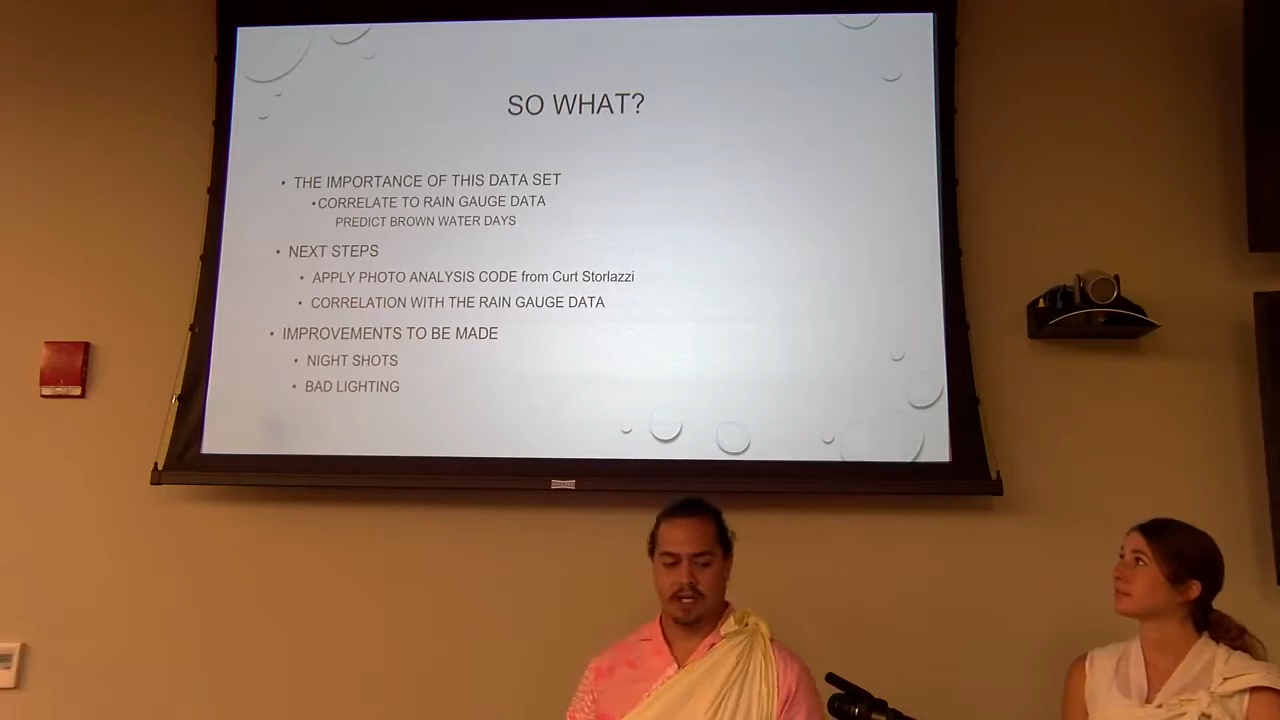 SO WHAT?
• THE IMPORTANCE OF THIS DATA SET
• CORRELATE TO RAIN GAUGE DATA
PREDICT BROWN WATER DAYS
• NEXT STEPS
• APPLY PHOTO ANALYSIS CODE from Curt Storlazzi
• CORRELATION WITH THE RAIN GAUGE DATA
• IMPROVEMENTS TO BE MADE
• NIGHT SHOTS
• BAD LIGHTING